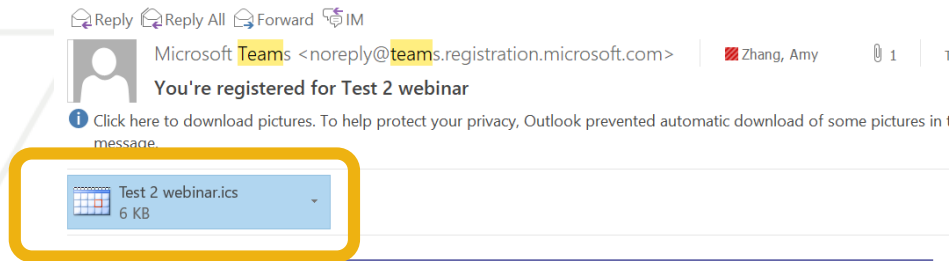 Reply Reply All Forward IM
Microsoft Teams <noreply@teams.registration.microsoft.com> Zhang, Amy 1
You're registered for Test 2 webinar
Click here to download pictures. To help protect your privacy, Outlook prevented automatic download of some pictures in
message.
Test 2 webinar.ics
6 KB